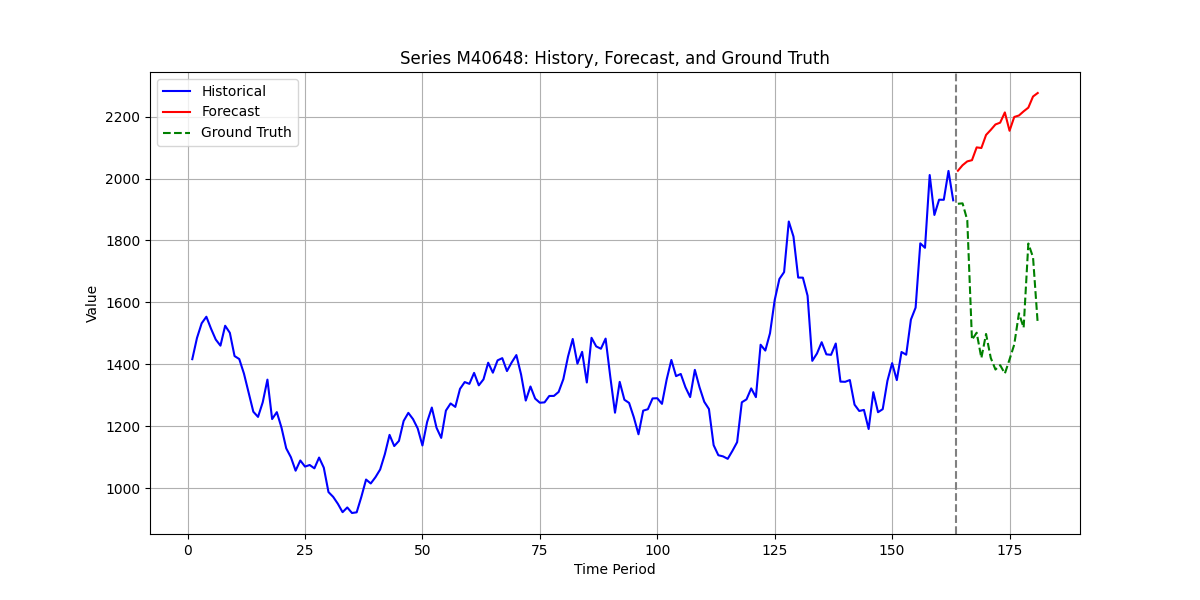 Series M40648: History, Forecast, and Ground Truth
Historical
Forecast
Ground Truth
Value
2200
2000
1800
1600
1400
1200
1000
0 25 50 75 100 125 150 175
Time Period